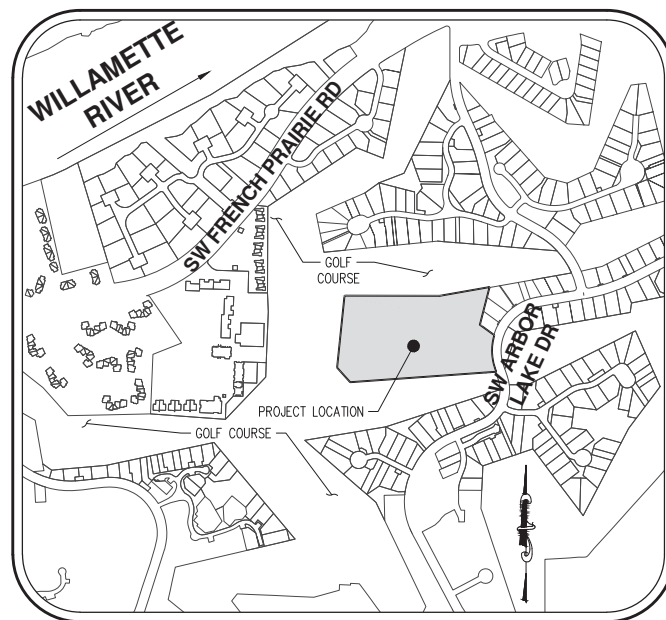 WILLAMETTE
RIVER
SW FRENCH PRAIRIE RD
GOLF
COURSE
SW ARBOR
LAKE DR
PROJECT LOCATION
GOLF COURSE